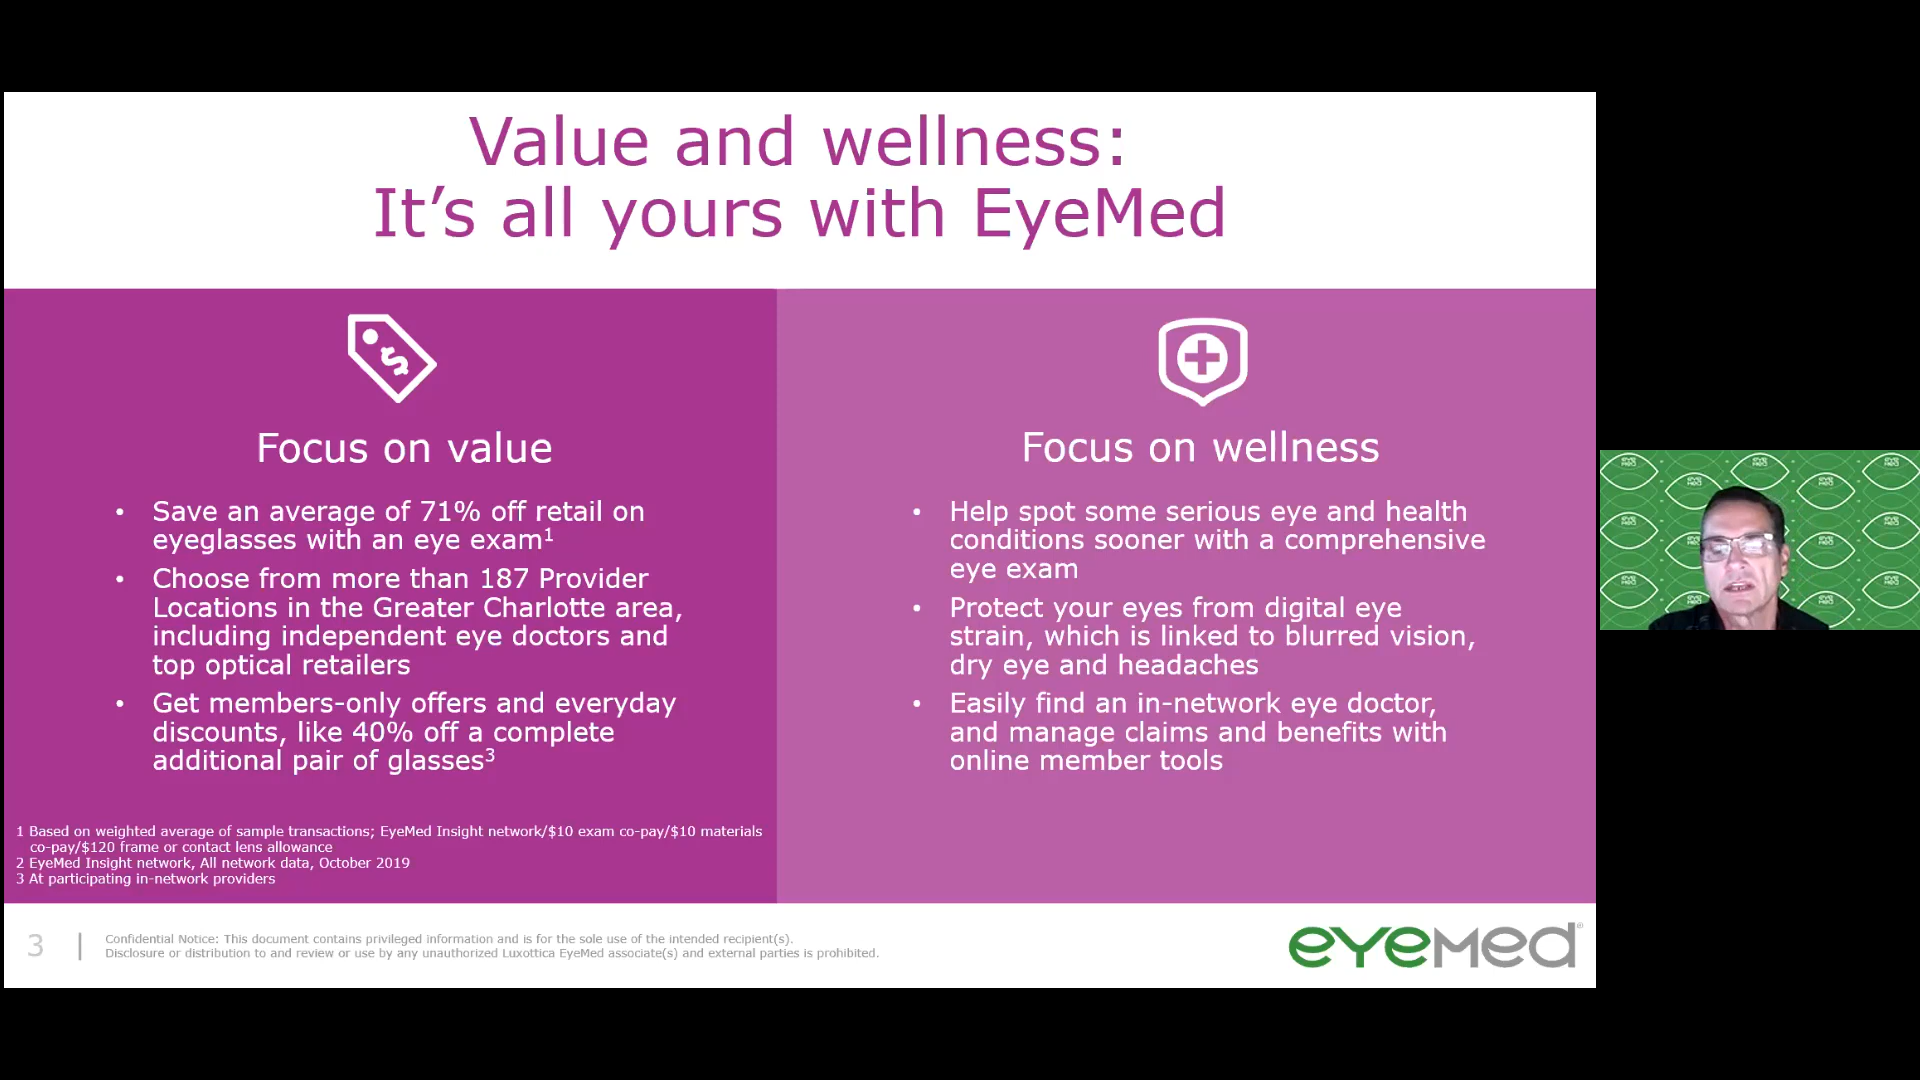 Value and wellness:
It’s all yours with EyeMed
Focus on value
• Save an average of 71% off retail on
eyeglasses with an eye exam¹
• Choose from more than 187 Provider
Locations in the Greater Charlotte area,
including independent eye doctors and
top optical retailers
• Get members-only offers and everyday
discounts, like 40% off a complete
additional pair of glasses³
1 Based on weighted average of sample transactions; EyeMed Insight network/$10 exam co-pay/$10 materials
co-pay/$120 frame or contact lens allowance
2 EyeMed Insight network, All network data, October 2019
3 At participating in-network providers
Focus on wellness
• Help spot some serious eye and health
conditions sooner with a comprehensive
eye exam
• Protect your eyes from digital eye
strain, which is linked to blurred vision,
dry eye and headaches
• Easily find an in-network eye doctor,
and manage claims and benefits with
online member tools
3
Confidential Notice: This document contains privileged information and is for the sole use of the intended recipient(s).
Disclosure or distribution to and review or use by any unauthorized Luxottica EyeMed associate(s) and external parties is prohibited.
eyemed®